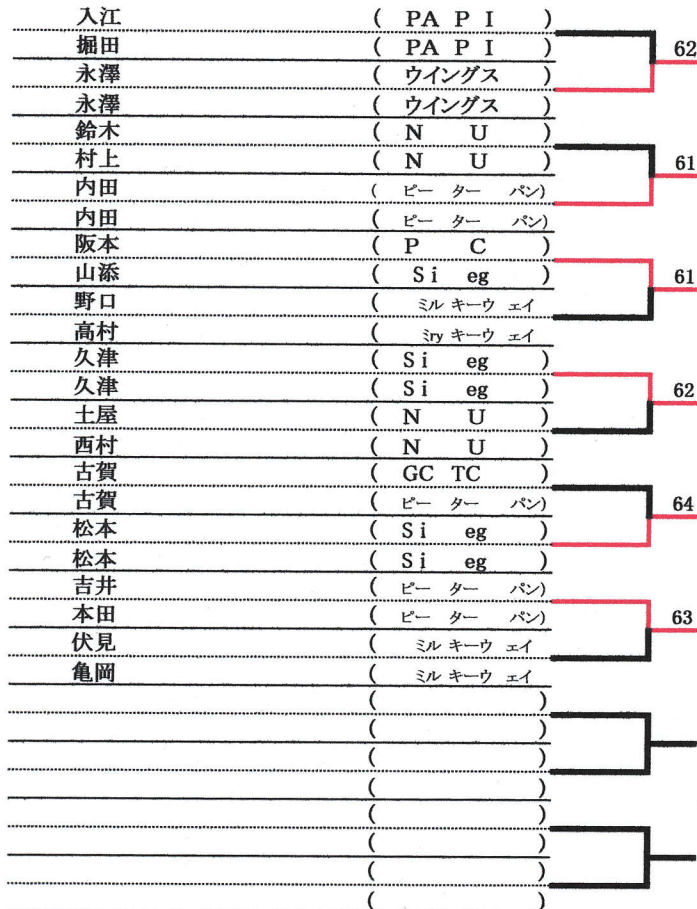 入江 ( PA P I ) 62
掘田 ( PA P I )
永澤 ( ウイングス )
永澤 ( ウイングス )
鈴木 ( N U ) 61
村上 ( N U )
内田 ( ピー ター パン)
内田 ( ピー ター パン)
阪本 ( P C ) 61
山添 ( Si eg )
野口 ( ミル キーウ ェイ
高村 ( ミry キーウ ェイ
久津 ( Si eg ) 62
久津 ( Si eg )
土屋 ( N U )
西村 ( N U )
古賀 ( GC TC ) 64
古賀 ( ピー ター パン)
松本 ( Si eg )
松本 ( Si eg )
吉井 ( ピー ター パン) 63
本田 ( ピー ター パン)
伏見 ( ミル キーウ ェイ
亀岡 ( ミル キーウ ェイ
( )
( )
( )
( )
( )
( )
( )
( )